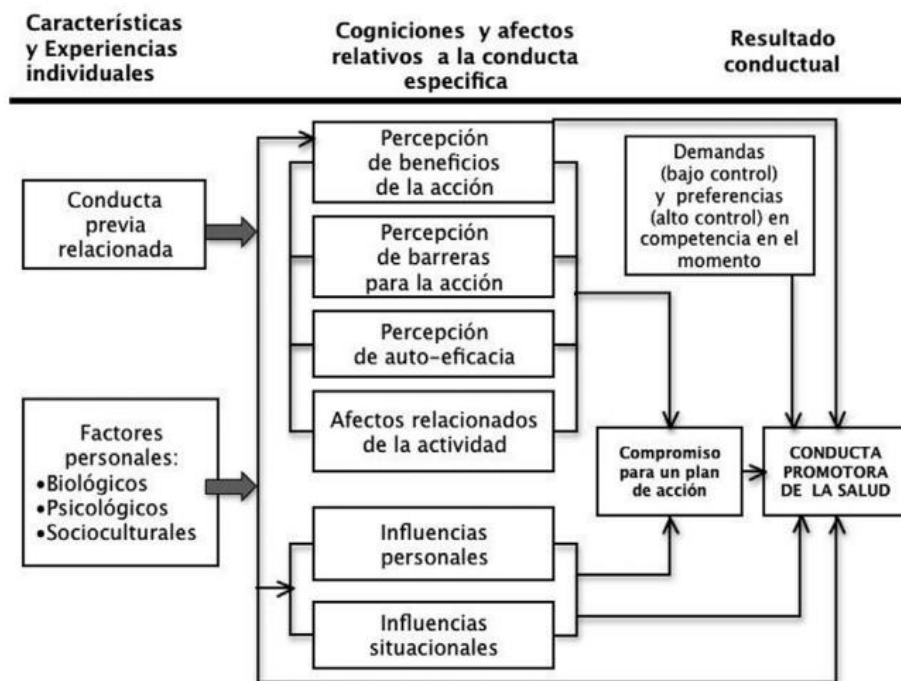 Características
y Experiencias
individuales
Cogniciones y afectos
relativos a la conducta
especifica
Resultado
conductual
Conducta
previa
relacionada
Factores
personales:
•Biológicos
•Psicológicos
•Socioculturales
Percepción
de beneficios
de la acción
Percepción
de barreras
para la acción
Percepción
de auto-eficacia
Afectos relacionados
de la actividad
Influencias
personales
Influencias
situacionales
Demandas
(bajo control)
y preferencias
(alto control) en
competencia en el
momento
Compromiso
para un plan
de acción
CONDUCTA
PROMOTORA
DE LA SALUD